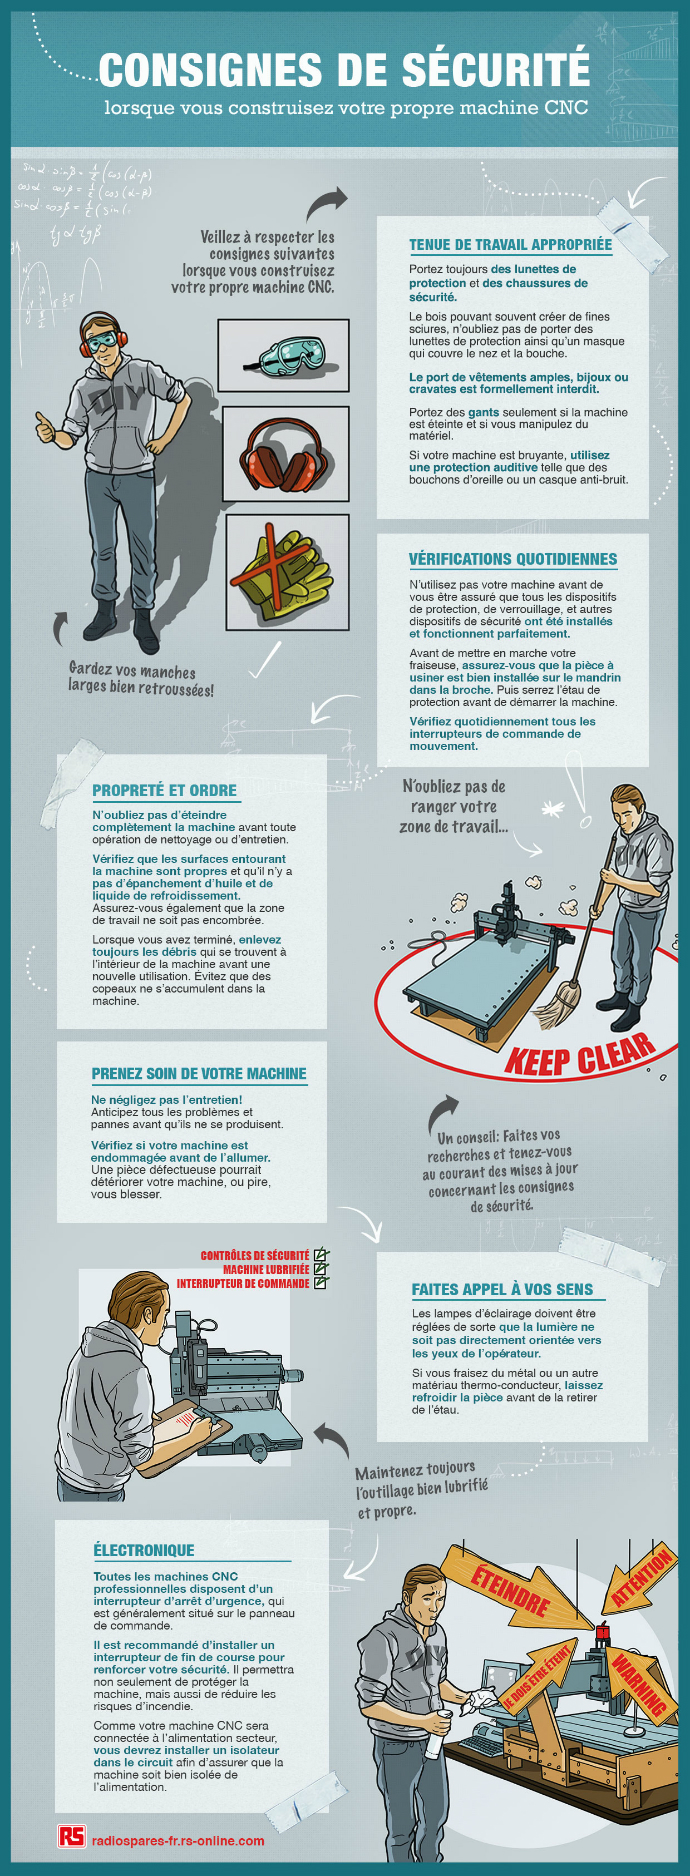 CONSIGNES DE SÉCURITÉ
lorsque vous construisez votre propre machine CNC
Veillez à respecter les
consignes suivantes
lorsque vous construisez
votre propre machine CNC.
TENUE DE TRAVAIL APPROPRIÉE
Portez toujours des lunettes de
protection et des chaussures de
sécurité.
Le bois pouvant souvent créer de fines
sciures, n'oubliez pas de porter des
lunettes de protection ainsi qu'un masque
qui couvre le nez et la bouche.
Le port de vêtements amples, bijoux ou
cravates est formellement interdit.
Portez des gants seulement si la machine
est éteinte et si vous manipulez du
matériel.
Si votre machine est bruyante, utilisez
une protection auditive telle que des
bouchons d'oreille ou un casque anti-bruit.
DIY
Gardez vos manches
larges bien retroussées!
VÉRIFICATIONS QUOTIDIENNES
N'utilisez pas votre machine avant de
vous être assuré que tous les dispositifs
de protection, de verrouillage, et autres
dispositifs de sécurité ont été installés
et fonctionnent parfaitement.
Avant de mettre en marche votre
fraiseuse, assurez-vous que la pièce à
usiner est bien installée sur le mandrin
dans la broche. Puis serrez l'étau de
protection avant de démarrer la machine.
Vérifiez quotidiennement tous les
interrupteurs de commande de
mouvement.
PROPRETÉ ET ORDRE
N'oubliez pas d'éteindre
complètement la machine avant toute
opération de nettoyage ou d'entretien.
Vérifiez que les surfaces entourant
la machine sont propres et qu'il n'y a
pas d'épanchement d'huile et de
liquide de refroidissement.
Assurez-vous également que la zone
de travail ne soit pas encombrée.
Lorsque vous avez terminé, enlevez
toujours les débris qui se trouvent à
l'intérieur de la machine avant une
nouvelle utilisation. Évitez que des
copeaux ne s'accumulent dans la
machine.
N'oubliez pas de
ranger votre
zone de travail...
DIY
KEEP CLEAR
PRENEZ SOIN DE VOTRE MACHINE
Ne négligez pas l'entretien!
Anticipez tous les problèmes et
pannes avant qu'ils ne se produisent.
Vérifiez si votre machine est
endommagée avant de l'allumer.
Une pièce défectueuse pourrait
détériorer votre machine, ou pire,
vous blesser.
Un conseil: Faites vos
recherches et tenez-vous
au courant des mises à jour
concernant les consignes
de sécurité.
CONTRÔLES DE SÉCURITÉ
MACHINE LUBRIFIÉE
INTERRUPTEUR DE COMMANDE
FAITES APPEL À VOS SENS
Les lampes d'éclairage doivent être
réglées de sorte que la lumière ne
soit pas directement orientée vers
les yeux de l'opérateur.
Si vous fraisez du métal ou un autre
matériau thermo-conducteur, laissez
refroidir la pièce avant de la retirer
de l'étau.
Maintenez toujours
l'outillage bien lubrifié
et propre.
ÉLECTRONIQUE
Toutes les machines CNC
professionnelles disposent d'un
interrupteur d'arrêt d'urgence, qui
est généralement situé sur le panneau
de commande.
Il est recommandé d'installer un
interrupteur de fin de course pour
renforcer votre sécurité. Il permettra
non seulement de protéger la
machine, mais aussi de réduire les
risques d'incendie.
Comme votre machine CNC sera
connectée à l'alimentation secteur,
vous devrez installer un isolateur
dans le circuit afin d'assurer que la
machine soit bien isolée de
l'alimentation.
ÉTEINDRE
ATTENTION
JE DOIS ÊTRE ÉTEINT
WARNING
DIY
RS radiospares-fr.rs-online.com